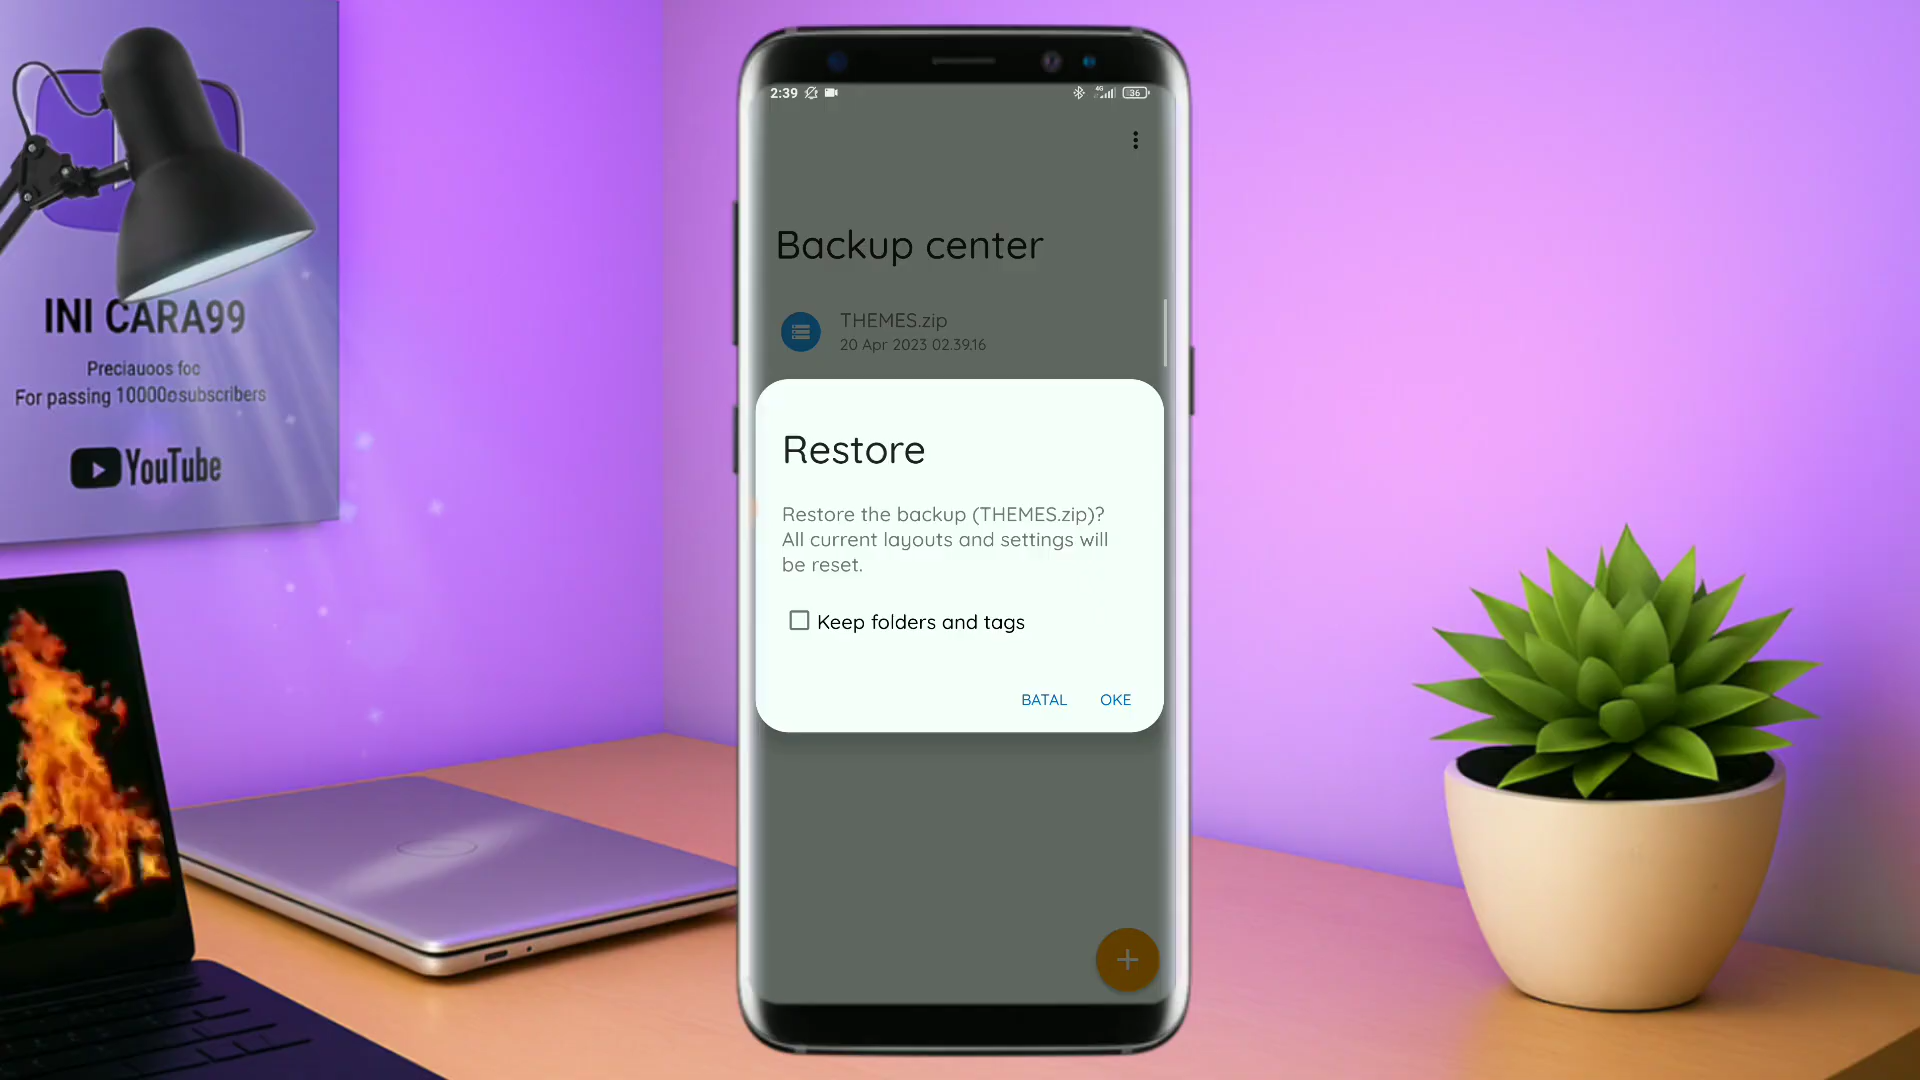 INI CARA99
Preciauoos foc
For passing 10000osubscribers
YouTube
2:39
4G
36
Backup center
THEMES.zip
20 Apr 2023 02.39.16
Restore
Restore the backup (THEMES.zip)?
All current layouts and settings will
be reset.
Keep folders and tags
BATAL OKE